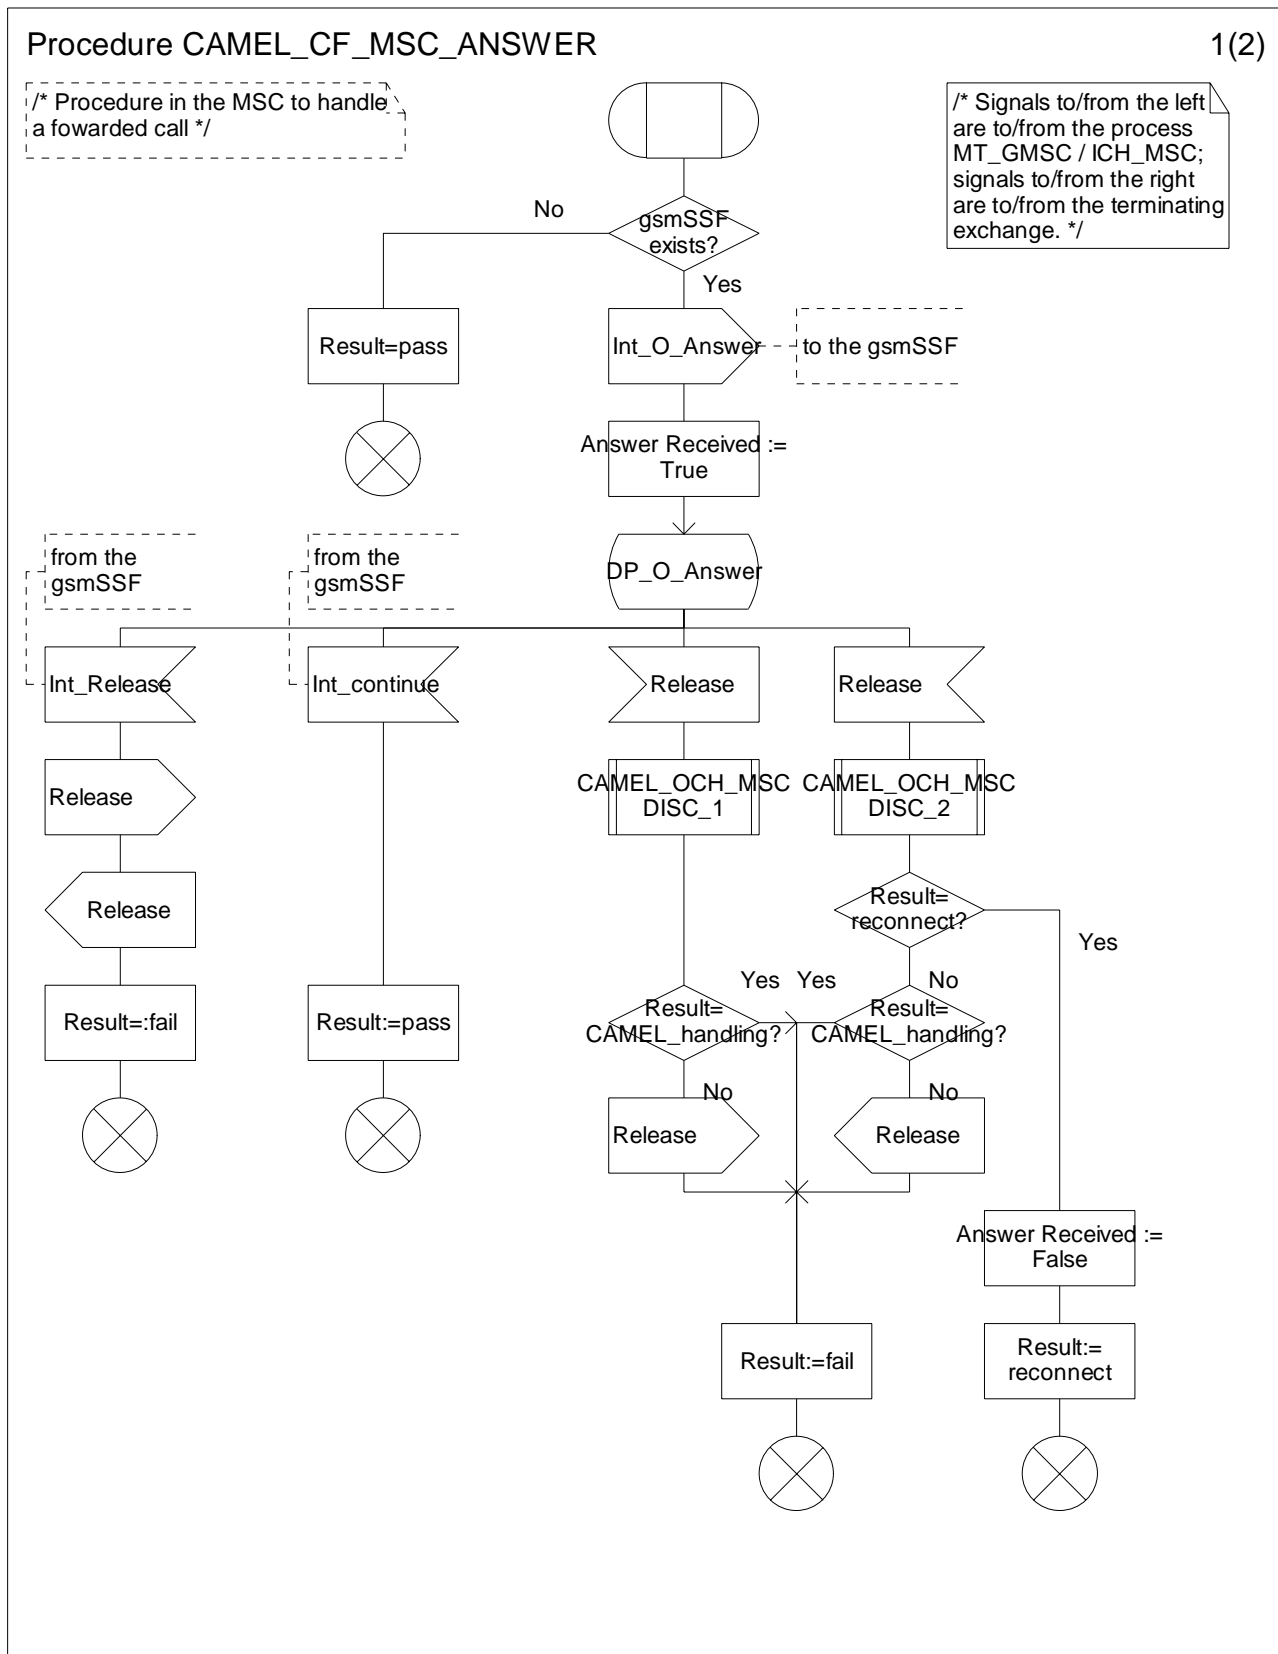 Procedure CAMEL_CF_MSC_ANSWER
1(2)
/* Procedure in the MSC to handle
a fowarded call */
/* Signals to/from the left
are to/from the process
MT_GMSC / ICH_MSC;
signals to/from the right
are to/from the terminating
exchange. */
No
gsmSSF
exists?
Yes
Result=pass
Int_O_Answer
to the gsmSSF
Answer Received :=
True
from the
gsmSSF
from the
gsmSSF
DP_O_Answer
Int_Release
Int_continue
Release
Release
Release
CAMEL_OCH_MSC
DISC_1
CAMEL_OCH_MSC
DISC_2
Release
Result=
reconnect?
Yes
Yes
Yes
No
Result=:fail
Result:=pass
Result=
CAMEL_handling?
Result=
CAMEL_handling?
No
No
Release
Release
Answer Received :=
False
Result:=fail
Result:=
reconnect